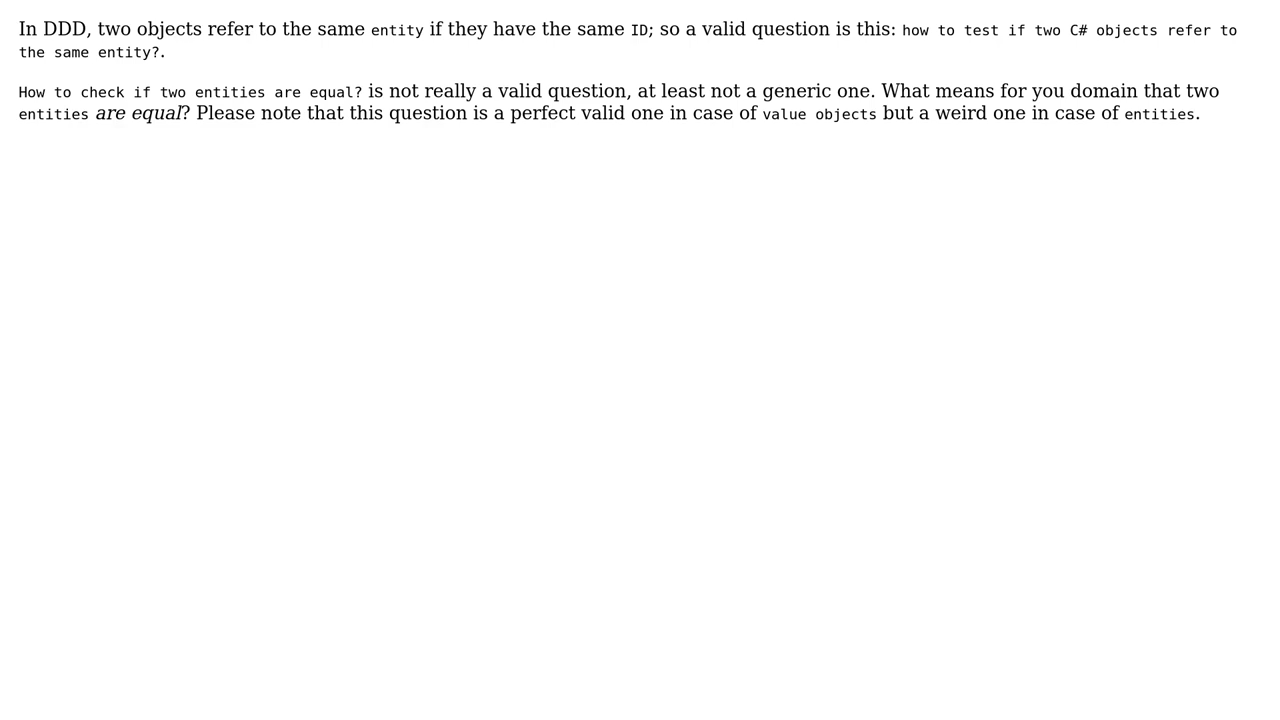 In DDD, two objects refer to the same entity if they have the same ID; so a valid question is this: how to test if two C# objects refer to
the same entity?.
How to check if two entities are equal? is not really a valid question, at least not a generic one. What means for you domain that two
entities are equal? Please note that this question is a perfect valid one in case of value objects but a weird one in case of entities.